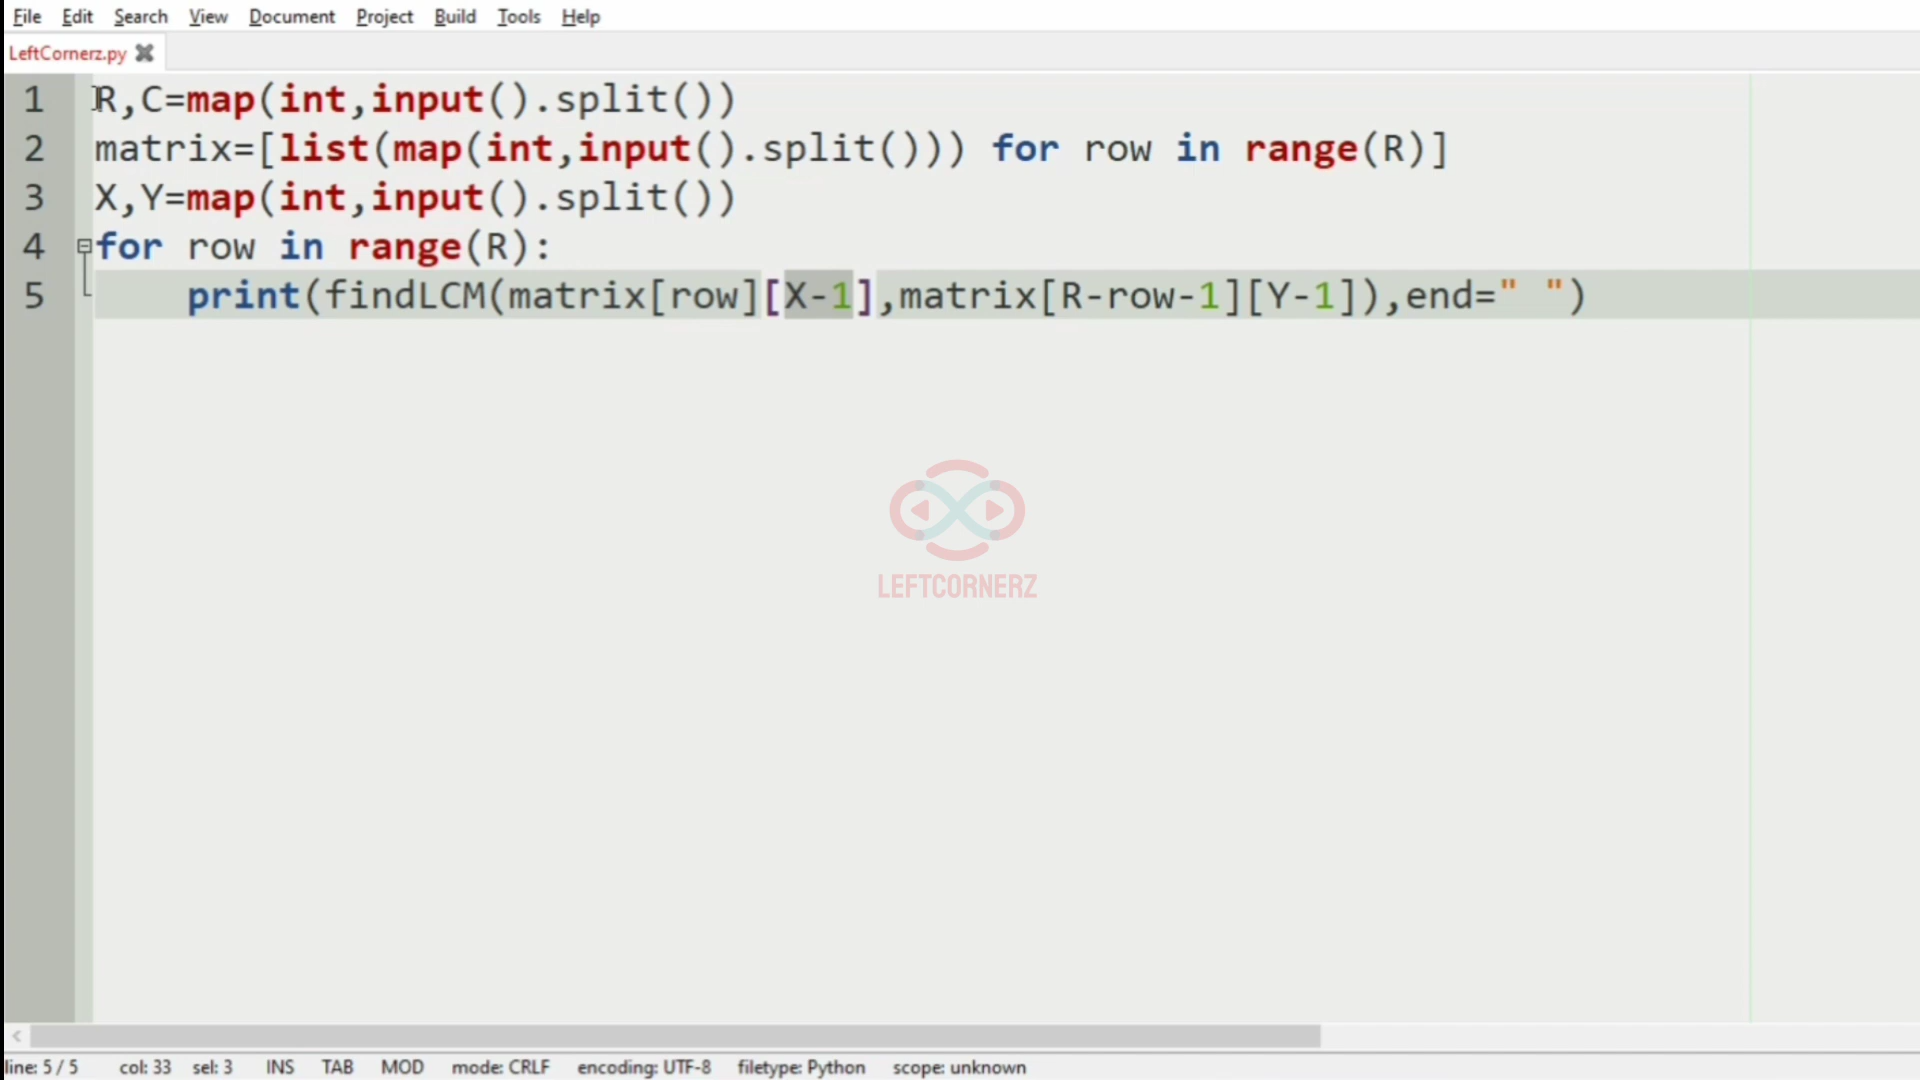 File Edit Search View Document Project Build Tools Help
LeftCornerz.py
1 R,C=map(int,input().split())
2 matrix=[list(map(int,input().split())) for row in range(R)]
3 X,Y=map(int,input().split())
4 for row in range(R):
5 print(findLCM(matrix[row][X-1],matrix[R-row-1][Y-1]),end=" ")
LEFTCORNERZ
line: 5 / 5 col: 33 sel: 3 INS TAB MOD mode: CRLF encoding: UTF-8 filetype: Python scope: unknown